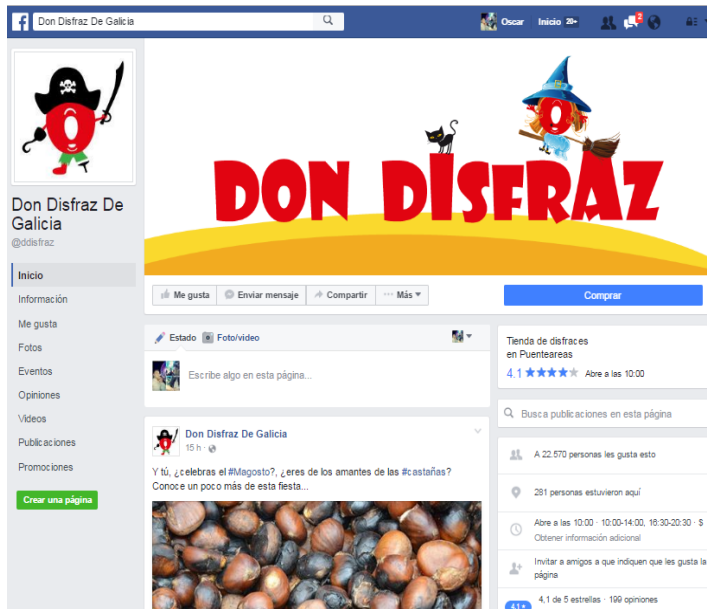 Don Disfraz De Galicia
Oscar
Inicio 20+
2
Don Disfraz De
Galicia
@ddisfraz
Inicio
Información
Me gusta
Fotos
Eventos
Opiniones
Videos
Publicaciones
Promociones
Crear una página
DON DISFRAZ
Me gusta
Enviar mensaje
Compartir
Más
Comprar
Estado
Foto/video
Escribe algo en esta página...
Don Disfraz De Galicia
15 h
Y tú, ¿celebras el #Magosto?, ¿eres de los amantes de las #castañas?
Conoce un poco más de esta fiesta...
Tienda de disfraces
en Puenteareas
4.1 ★★★★★ Abre a las 10:00
Busca publicaciones en esta página
A 22.570 personas les gusta esto
281 personas estuvieron aquí
Abre a las 10:00 · 10:00-14:00, 16:30-20:30 · $
Obtener información adicional
Invitar a amigos a que indiquen que les gusta la
página
4,1 de 5 estrellas · 199 opiniones
4.1★